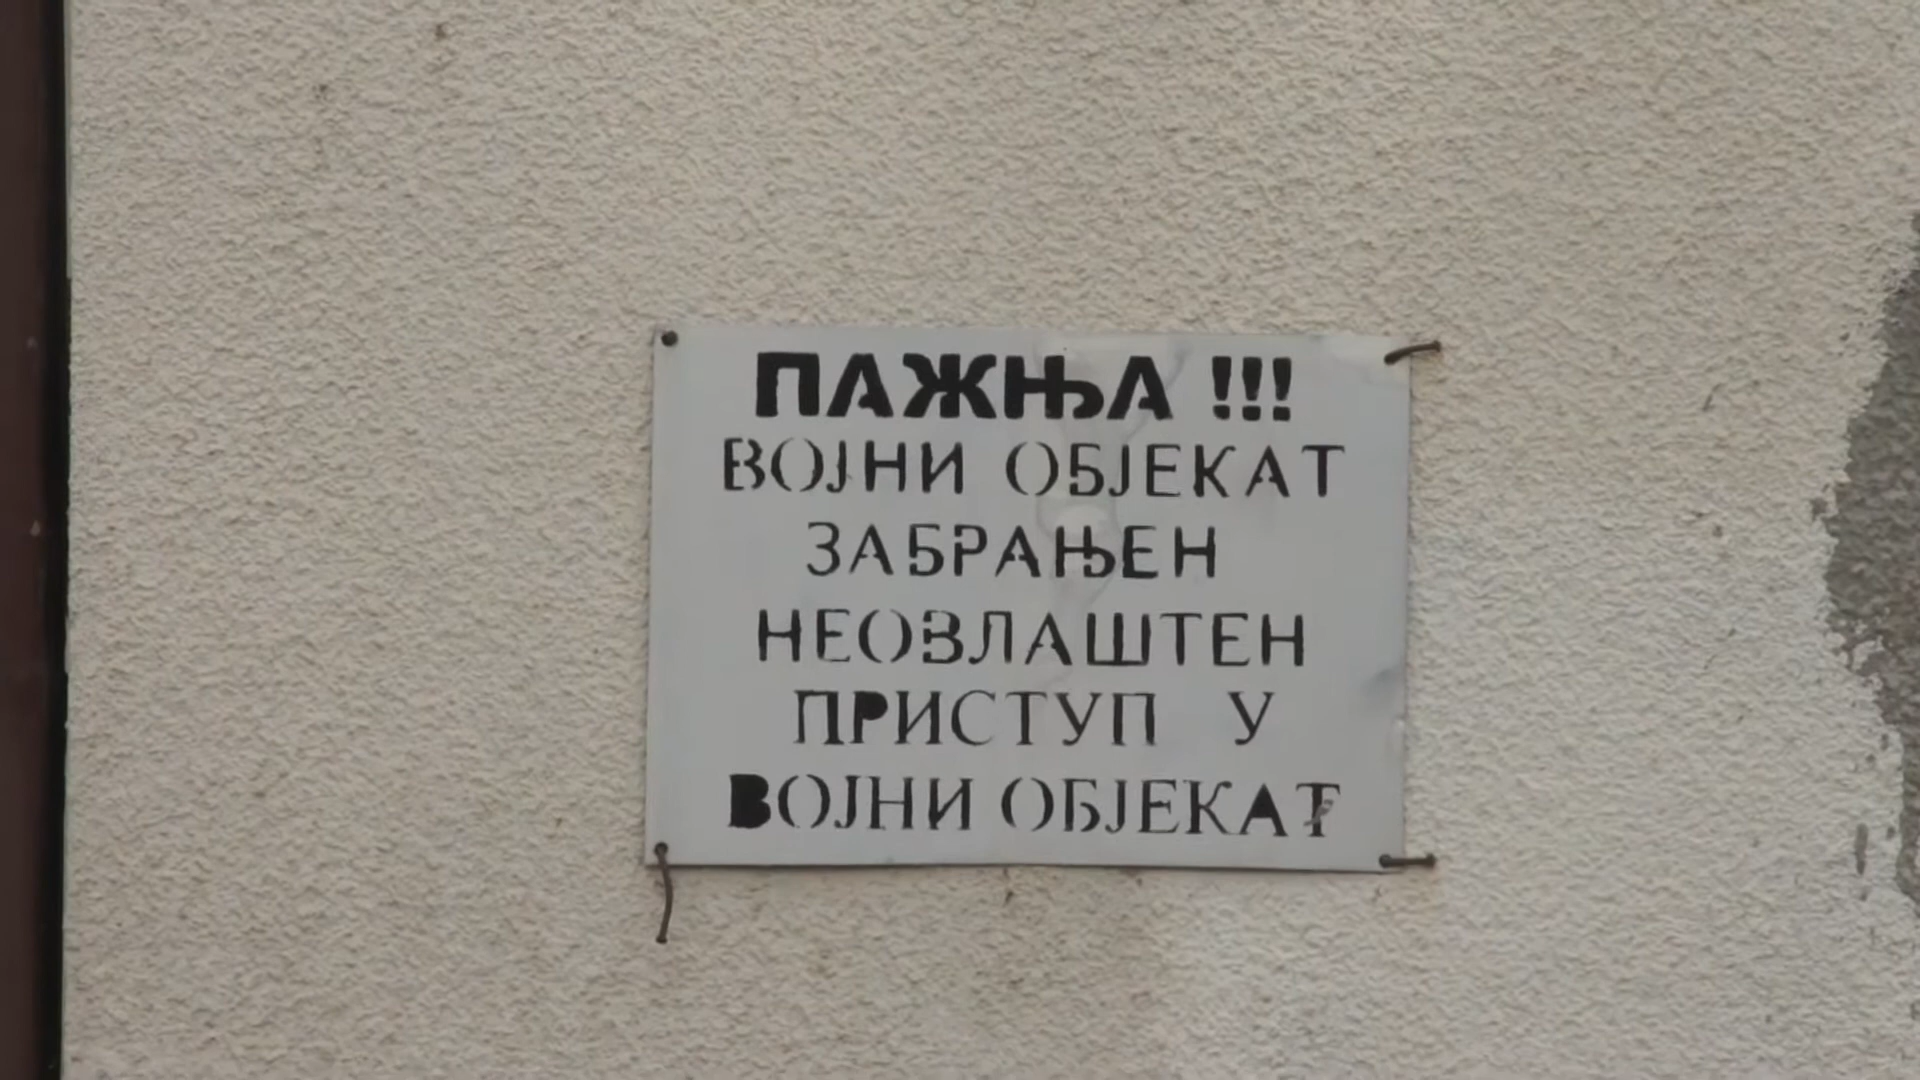 ПАЖЊА !!!
ВОЈНИ ОБЈЕКАТ
ЗАБРАЊЕН
НЕОВЛАШТЕН
ПРИСТУП У
ВОЈНИ ОБЈЕКАТ